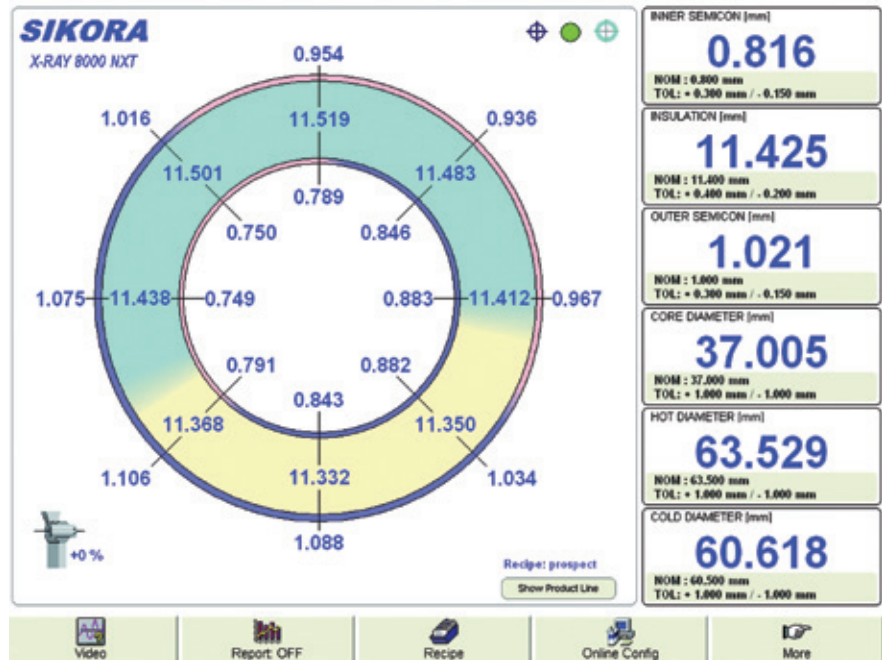 SIKORA
X-RAY 8000 NXT
0.954
1.016
11.519
0.936
11.501
11.483
0.789
0.750
0.846
1.075
11.438
0.749
0.883
11.412
0.967
0.791
0.882
0.843
11.368
11.350
1.106
11.332
1.034
1.088
+0 %
Recipe: prospect
Show Product Line
INNER SEMICON [mm]
0.816
NOM : 0.800 mm
TOL: + 0.300 mm / - 0.150 mm
INSULATION [mm]
11.425
NOM : 11.400 mm
TOL: + 0.400 mm / - 0.200 mm
OUTER SEMICON [mm]
1.021
NOM : 1.000 mm
TOL: + 0.300 mm / - 0.150 mm
CORE DIAMETER [mm]
37.005
NOM : 37.000 mm
TOL: + 1.000 mm / - 1.000 mm
HOT DIAMETER [mm]
63.529
NOM : 63.500 mm
TOL: + 1.000 mm / - 1.000 mm
COLD DIAMETER [mm]
60.618
NOM : 60.500 mm
TOL: + 1.000 mm / - 1.000 mm
Video
Report: OFF
Recipe
Online Config
More